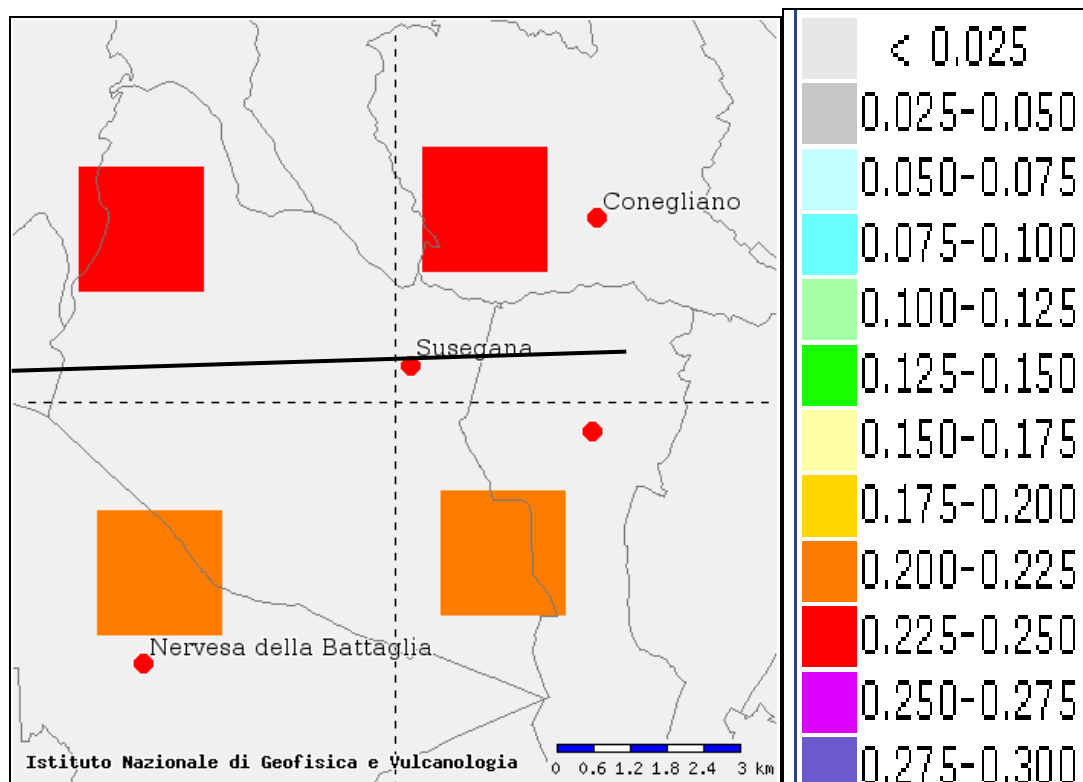 Conegliano
Susegana
Nervesa della Battaglia
Istituto Nazionale di Geofisica e Vulcanologia
0 0.6 1.2 1.8 2.4 3 km
< 0.025
0.025-0.050
0.050-0.075
0.075-0.100
0.100-0.125
0.125-0.150
0.150-0.175
0.175-0.200
0.200-0.225
0.225-0.250
0.250-0.275
0.275-0.300